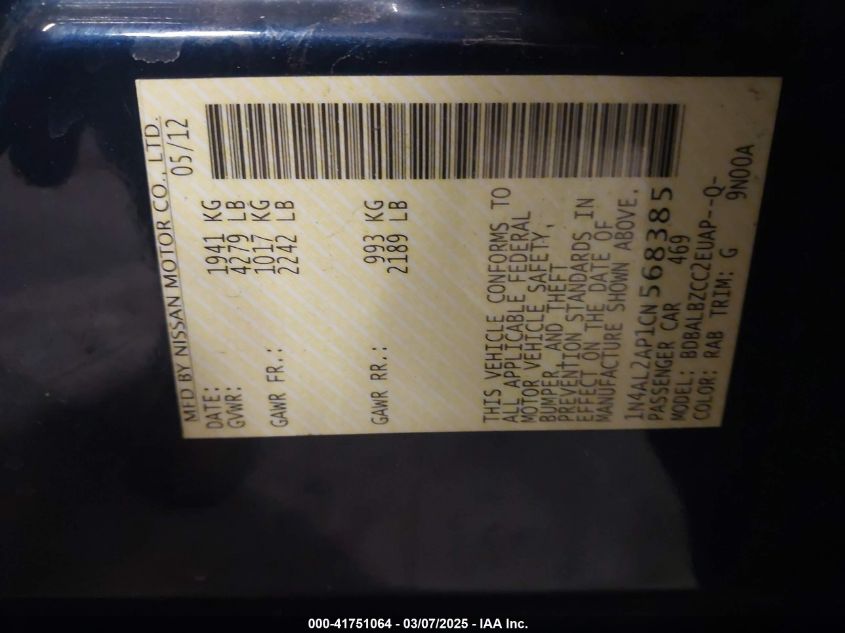 MFD BY NISSAN MOTOR CO., LTD.
DATE: 05/12
GVWR: 1941 KG
4279 LB
GAWR FR.: 1017 KG
2242 LB
GAWR RR.: 993 KG
2189 LB
THIS VEHICLE CONFORMS TO
ALL APPLICABLE FEDERAL
MOTOR VEHICLE SAFETY,
BUMPER, AND THEFT
PREVENTION STANDARDS IN
EFFECT ON THE DATE OF
MANUFACTURE SHOWN ABOVE.
1N4AL2AP1CN568385
PASSENGER CAR 469
MODEL: BDBALBZCC2EUAP--Q-
COLOR: RAB TRIM: G 9N00A
000-41751064 - 03/07/2025 - IAA Inc.